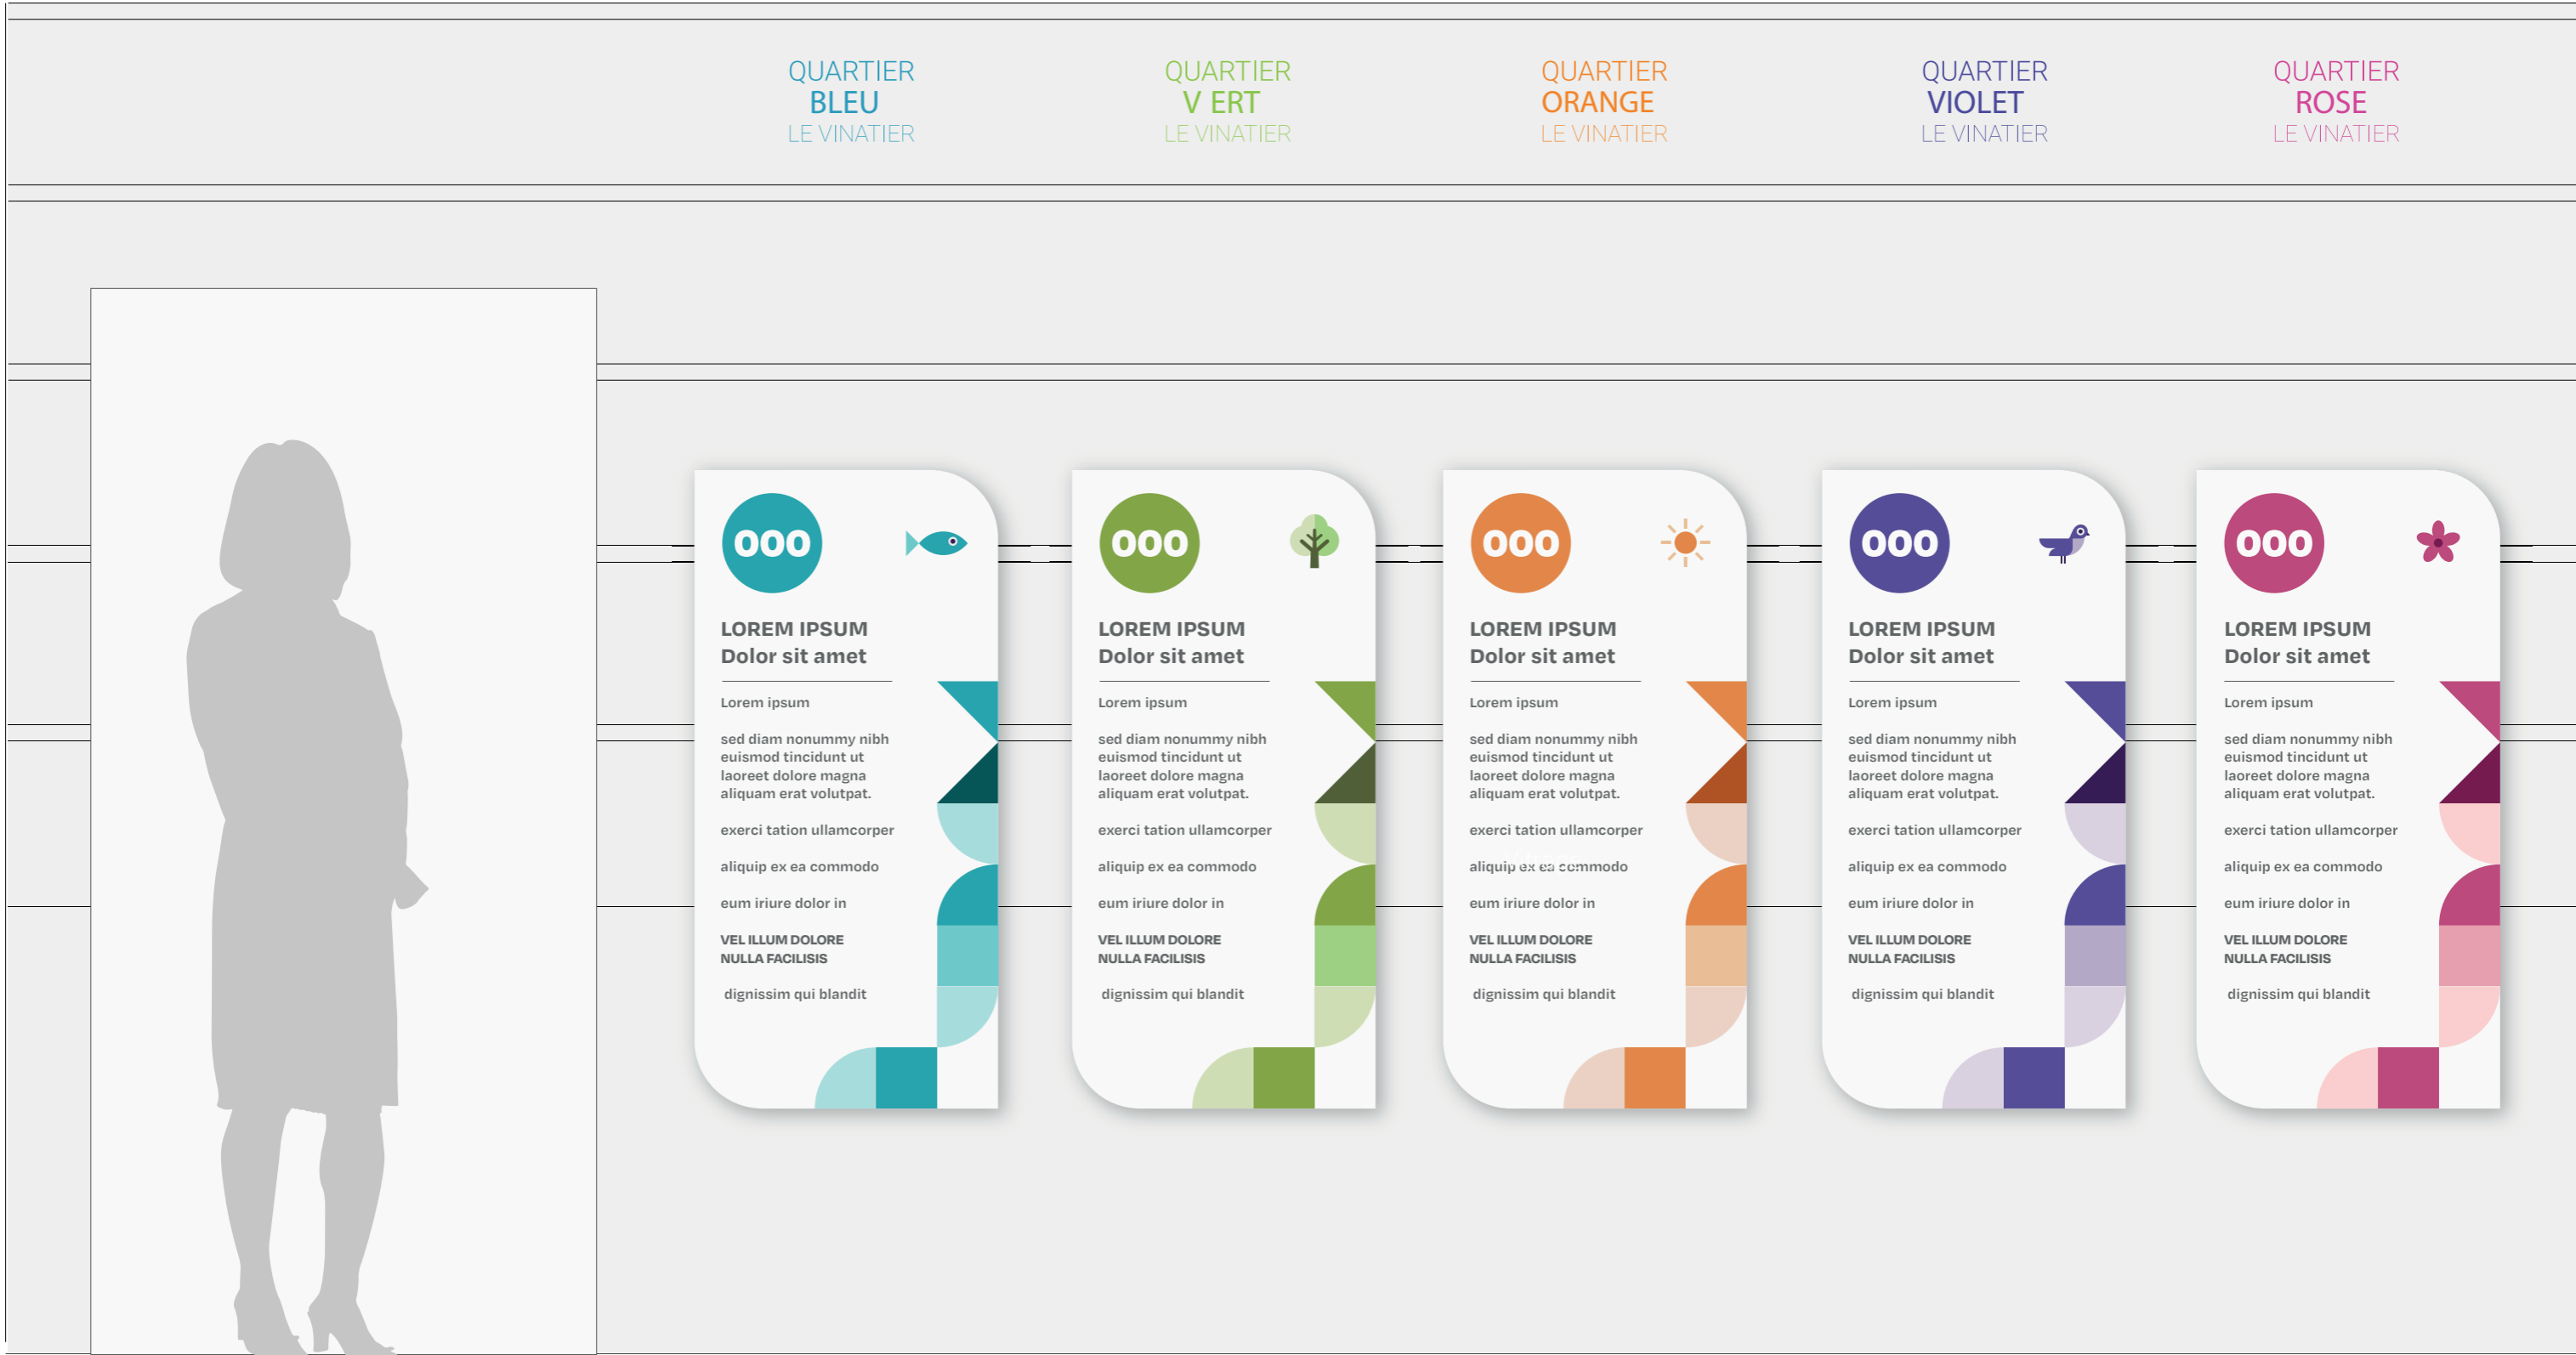 QUARTIER
BLEU
LE VINATIER
QUARTIER
V ERT
LE VINATIER
QUARTIER
ORANGE
LE VINATIER
QUARTIER
VIOLET
LE VINATIER
QUARTIER
ROSE
LE VINATIER
000
LOREM IPSUM
Dolor sit amet
Lorem ipsum
sed diam nonummy nibh
euismod tincidunt ut
laoreet dolore magna
aliquam erat volutpat.
exerci tation ullamcorper
aliquip ex ea commodo
eum iriure dolor in
VEL ILLUM DOLORE
NULLA FACILISIS
dignissim qui blandit
000
LOREM IPSUM
Dolor sit amet
Lorem ipsum
sed diam nonummy nibh
euismod tincidunt ut
laoreet dolore magna
aliquam erat volutpat.
exerci tation ullamcorper
aliquip ex ea commodo
eum iriure dolor in
VEL ILLUM DOLORE
NULLA FACILISIS
dignissim qui blandit
000
LOREM IPSUM
Dolor sit amet
Lorem ipsum
sed diam nonummy nibh
euismod tincidunt ut
laoreet dolore magna
aliquam erat volutpat.
exerci tation ullamcorper
aliquip ex ea commodo
eum iriure dolor in
VEL ILLUM DOLORE
NULLA FACILISIS
dignissim qui blandit
000
LOREM IPSUM
Dolor sit amet
Lorem ipsum
sed diam nonummy nibh
euismod tincidunt ut
laoreet dolore magna
aliquam erat volutpat.
exerci tation ullamcorper
aliquip ex ea commodo
eum iriure dolor in
VEL ILLUM DOLORE
NULLA FACILISIS
dignissim qui blandit
000
LOREM IPSUM
Dolor sit amet
Lorem ipsum
sed diam nonummy nibh
euismod tincidunt ut
laoreet dolore magna
aliquam erat volutpat.
exerci tation ullamcorper
aliquip ex ea commodo
eum iriure dolor in
VEL ILLUM DOLORE
NULLA FACILISIS
dignissim qui blandit